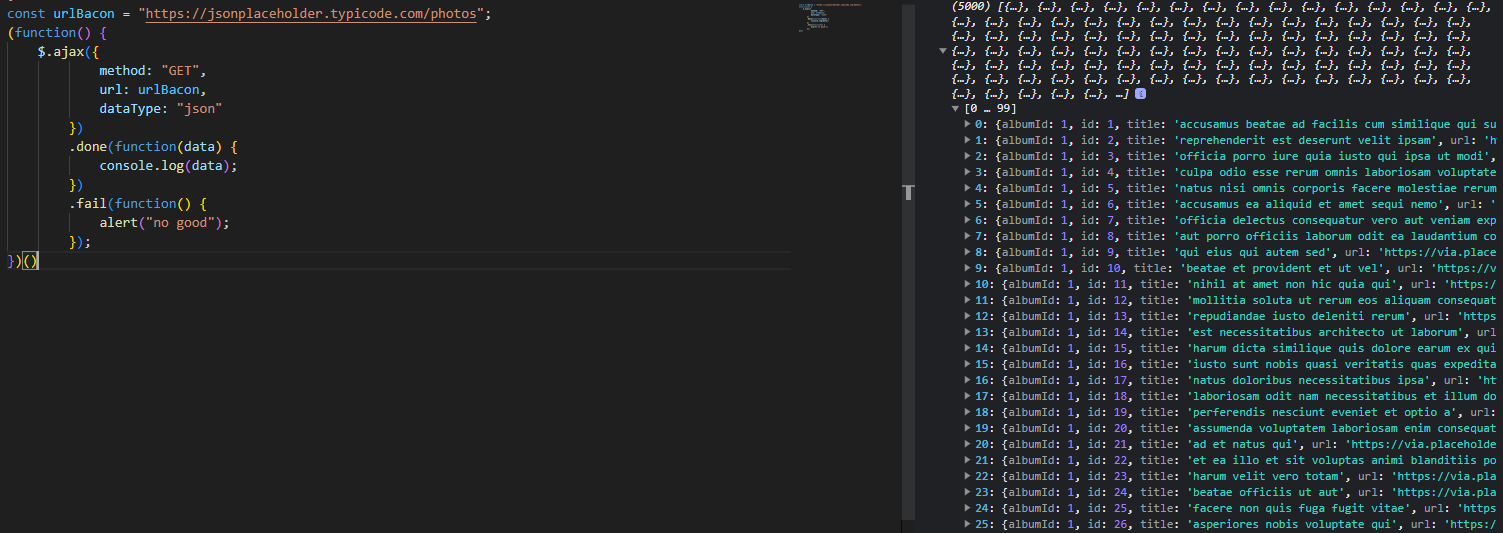 const urlBacon = "https://jsonplaceholder.typicode.com/photos";
(function() {
$.ajax({
method: "GET",
url: urlBacon,
dataType: "json"
})
.done(function(data) {
console.log(data);
})
.fail(function() {
alert("no good");
});
})()
(5000) [{…}, {…}, {…}, {…}, {…}, {…}, {…}, {…}, {…}, {…}, {…}, {…}, {…}, {…}, {…},
{…}, {…}, {…}, {…}, {…}, {…}, {…}, {…}, {…}, {…}, {…}, {…}, {…}, {…}, {…}, {…},
{…}, {…}, {…}, {…}, {…}, {…}, {…}, {…}, {…}, {…}, {…}, {…}, {…}, {…}, {…}, {…},
{…}, {…}, {…}, {…}, {…}, {…}, {…}, {…}, {…}, {…}, {…}, {…}, {…}, {…}, {…}, {…},
{…}, {…}, {…}, {…}, {…}, {…}, {…}, {…}, {…}, {…}, {…}, {…}, {…}, {…}, {…}, {…},
{…}, {…}, {…}, {…}, {…}, {…}, {…}, {…}, {…}, {…}, {…}, {…}, {…}, {…}, {…}, {…},
{…}, {…}, {…}, {…}, {…}, …]
[0 … 99]
0: {albumId: 1, id: 1, title: 'accusamus beatae ad facilis cum similique qui su
1: {albumId: 1, id: 2, title: 'reprehenderit est deserunt velit ipsam', url: 'h
2: {albumId: 1, id: 3, title: 'officia porro iure quia iusto qui ipsa ut modi',
3: {albumId: 1, id: 4, title: 'culpa odio esse rerum omnis laboriosam voluptate
4: {albumId: 1, id: 5, title: 'natus nisi omnis corporis facere molestiae rerum
5: {albumId: 1, id: 6, title: 'accusamus ea aliquid et amet sequi nemo', url: '
6: {albumId: 1, id: 7, title: 'officia delectus consequatur vero aut veniam exp
7: {albumId: 1, id: 8, title: 'aut porro officiis laborum odit ea laudantium co
8: {albumId: 1, id: 9, title: 'qui eius qui autem sed', url: 'https://via.place
9: {albumId: 1, id: 10, title: 'beatae et provident et ut vel', url: 'https://v
10: {albumId: 1, id: 11, title: 'nihil at amet non hic quia qui', url: 'https:/
11: {albumId: 1, id: 12, title: 'mollitia soluta ut rerum eos aliquam consequat
12: {albumId: 1, id: 13, title: 'repudiandae iusto deleniti rerum', url: 'https
13: {albumId: 1, id: 14, title: 'est necessitatibus architecto ut laborum', url
14: {albumId: 1, id: 15, title: 'harum dicta similique quis dolore earum ex qui
15: {albumId: 1, id: 16, title: 'iusto sunt nobis quasi veritatis quas expedita
16: {albumId: 1, id: 17, title: 'natus doloribus necessitatibus ipsa', url: 'ht
17: {albumId: 1, id: 18, title: 'laboriosam odit nam necessitatibus et illum do
18: {albumId: 1, id: 19, title: 'perferendis nesciunt eveniet et optio a', url:
19: {albumId: 1, id: 20, title: 'assumenda voluptatem laboriosam enim consequat
20: {albumId: 1, id: 21, title: 'ad et natus qui', url: 'https://via.placeholde
21: {albumId: 1, id: 22, title: 'et ea illo et sit voluptas animi blanditiis po
22: {albumId: 1, id: 23, title: 'harum velit vero totam', url: 'https://via.pla
23: {albumId: 1, id: 24, title: 'beatae officiis ut aut', url: 'https://via.pla
24: {albumId: 1, id: 25, title: 'facere non quis fuga fugit vitae', url: 'https
25: {albumId: 1, id: 26, title: 'asperiores nobis voluptate qui', url: 'https:/